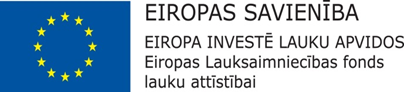 EIROPAS SAVIENĪBA
EIROPA INVESTĒ LAUKU APVIDOS
Eiropas Lauksaimniecības fonds
lauku attīstībai